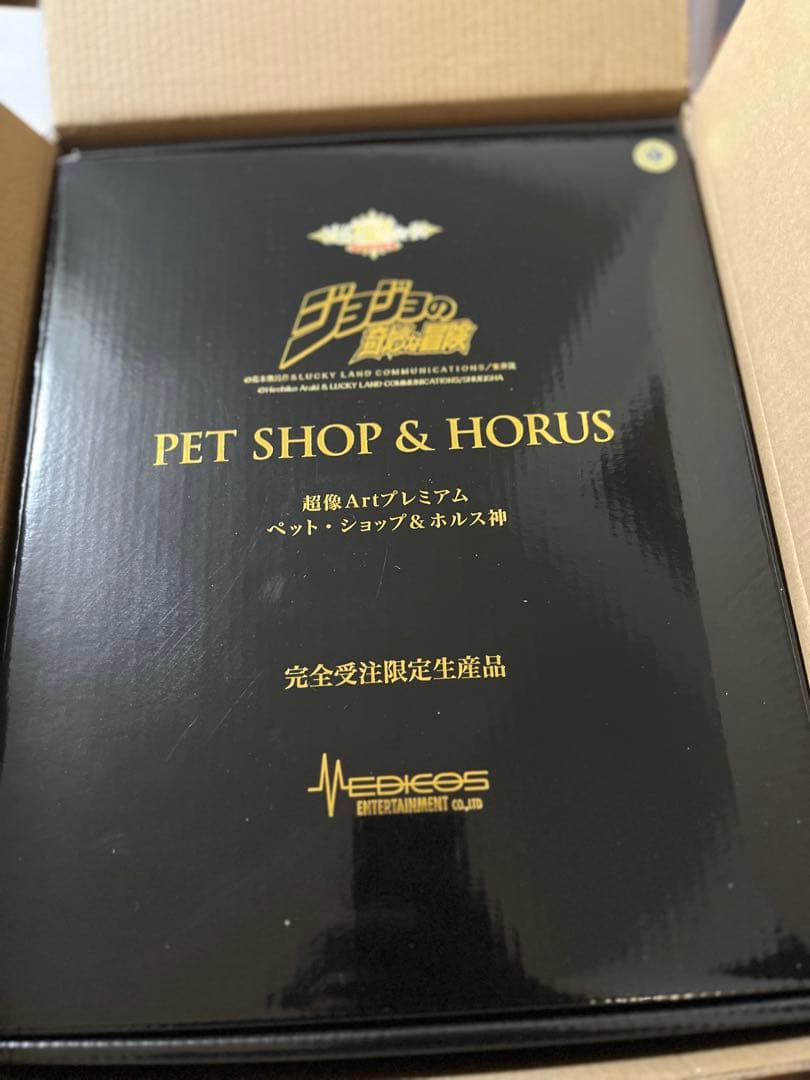 ジョジョの
奇妙な冒険
©荒木飛呂彦&LUCKY LAND COMMUNICATIONS/集英社
©Hirohiko Araki & LUCKY LAND COMMUNICATIONS/SHUEISHA
PET SHOP & HORUS
超像Artプレミアム
ペット・ショップ&ホルス神
完全受注限定生産品
MEDICOS
ENTERTAINMENT CO.,LTD